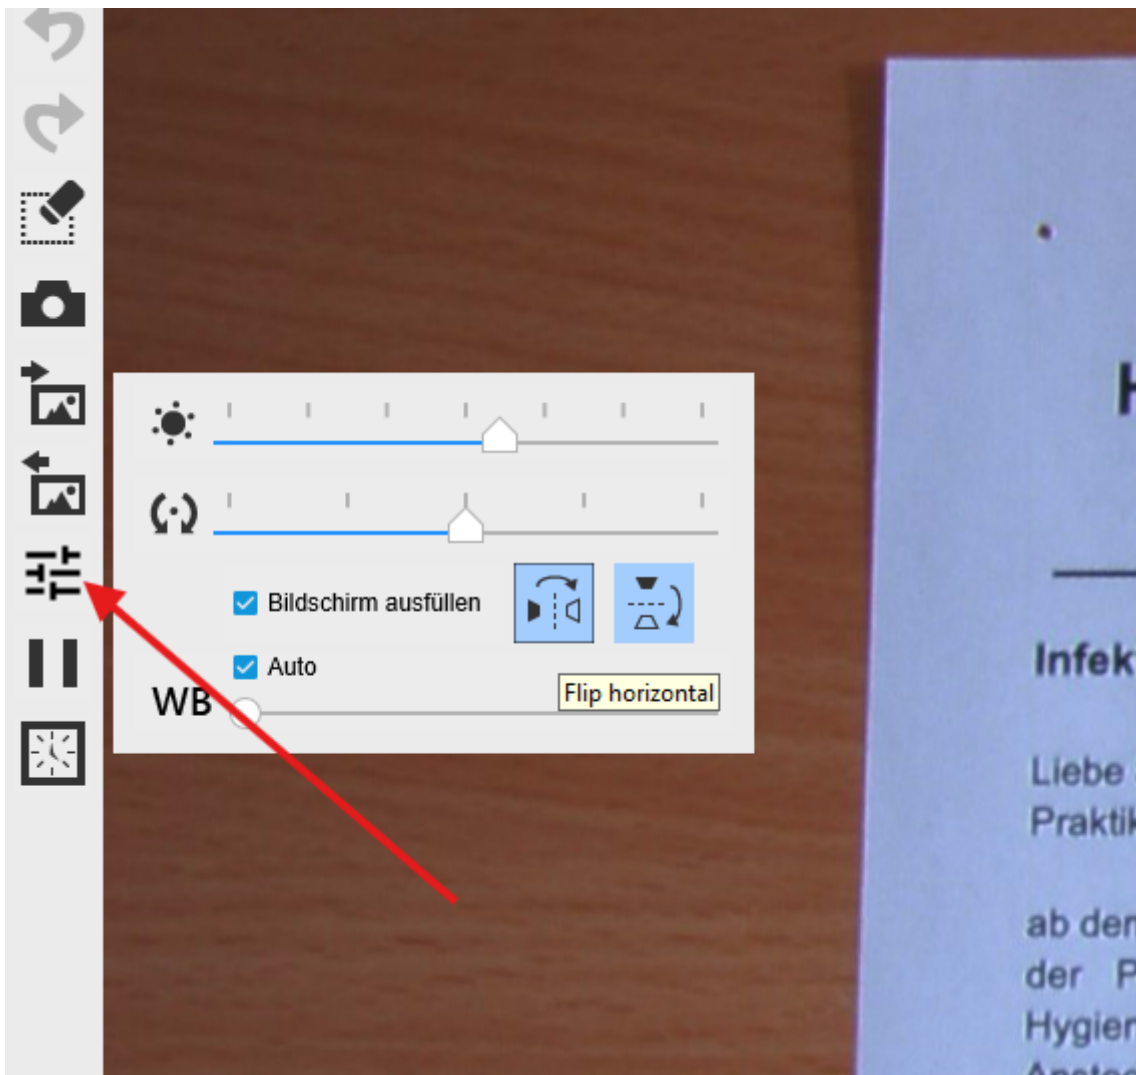 Bildschirm ausfüllen
Auto
WB
Flip horizontal
H
Infek
Liebe
Praktik
ab den
der P
Hygien